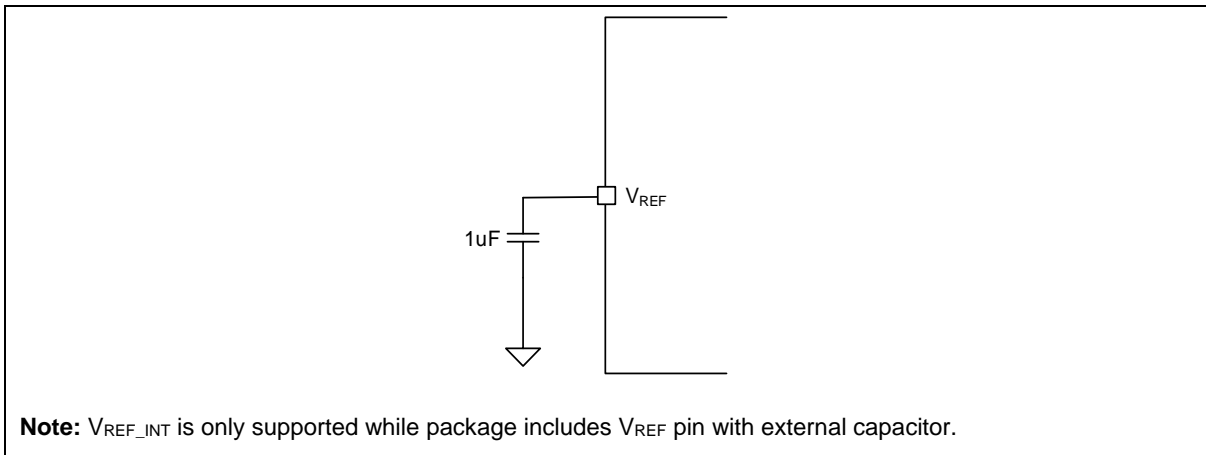 VREF
1uF
Note: VREF_INT is only supported while package includes VREF pin with external capacitor.